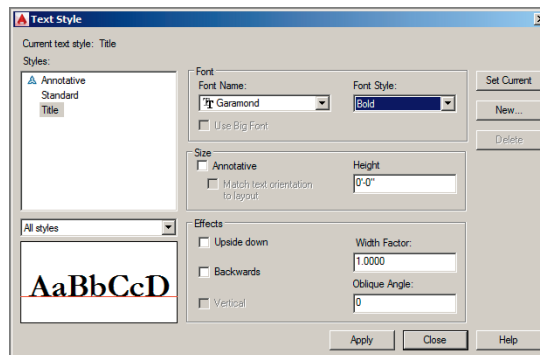 Text Style
Current text style: Title
Styles:
Annotative
Standard
Title
All styles
AaBbCcD
Font
Font Name:
Garamond
Use Big Font
Font Style:
Bold
Size
Annotative
Match text orientation
to layout
Height
0'-0"
Effects
Upside down
Backwards
Vertical
Width Factor:
1.0000
Oblique Angle:
0
Set Current
New...
Delete
Apply
Close
Help